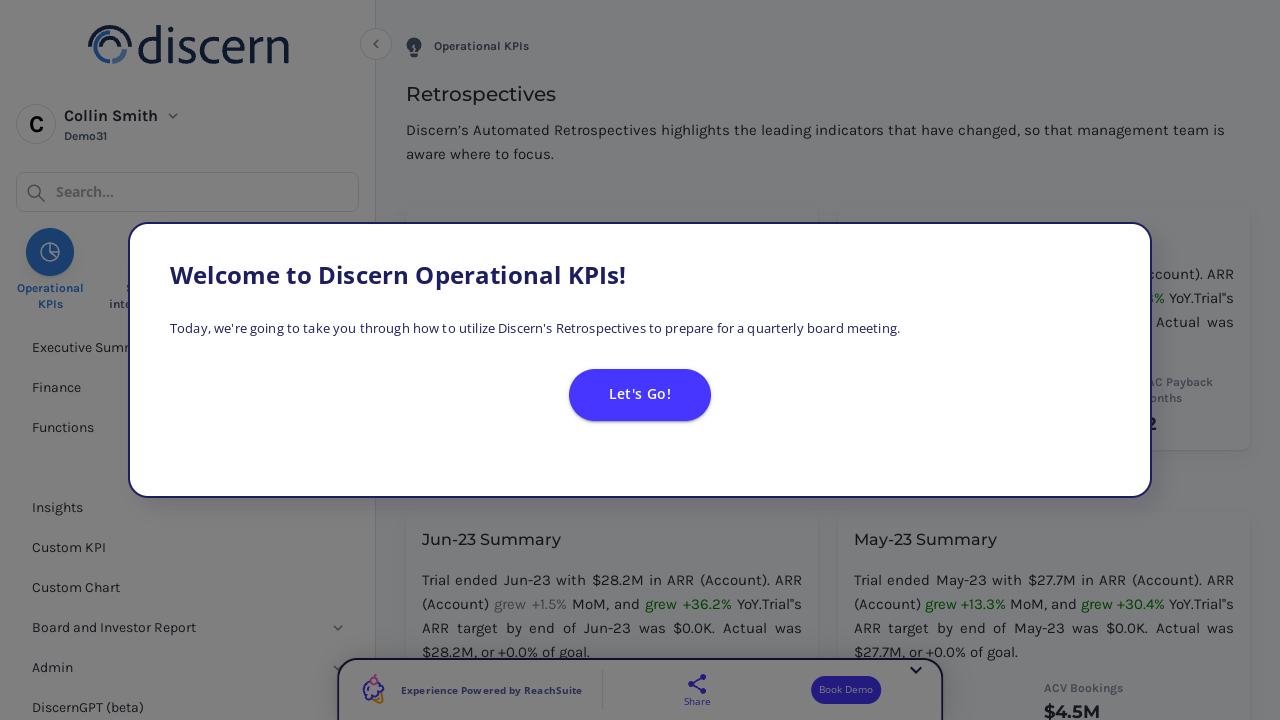 discern
Collin Smith
Demo31
C
Search...
Operational
KPIs
Executive Summ
Finance
Functions
Insights
Custom KPI
Custom Chart
Board and Investor Report
Admin
DiscernGPT (beta)
Operational KPIs
Retrospectives
Discern's Automated Retrospectives highlights the leading indicators that have changed, so that management team is
aware where to focus.
ccount). ARR
% YoY.Trial"s
Actual was
AC Payback
onths
2
Welcome to Discern Operational KPIs!
Today, we're going to take you through how to utilize Discern's Retrospectives to prepare for a quarterly board meeting.
Let's Go!
Jun-23 Summary
Trial ended Jun-23 with $28.2M in ARR (Account). ARR
(Account) grew +1.5% MoM, and grew +36.2% YoY.Trial"s
ARR target by end of Jun-23 was $0.0K. Actual was
$28.2M, or +0.0% of goal.
May-23 Summary
Trial ended May-23 with $27.7M in ARR (Account). ARR
(Account) grew +13.3% MoM, and grew +30.4% YoY.Trial"s
ARR target by end of May-23 was $0.0K. Actual was
$27.7M, or +0.0% of goal.
ACV Bookings
$4.5M
Experience Powered by ReachSuite
Share
Book Demo